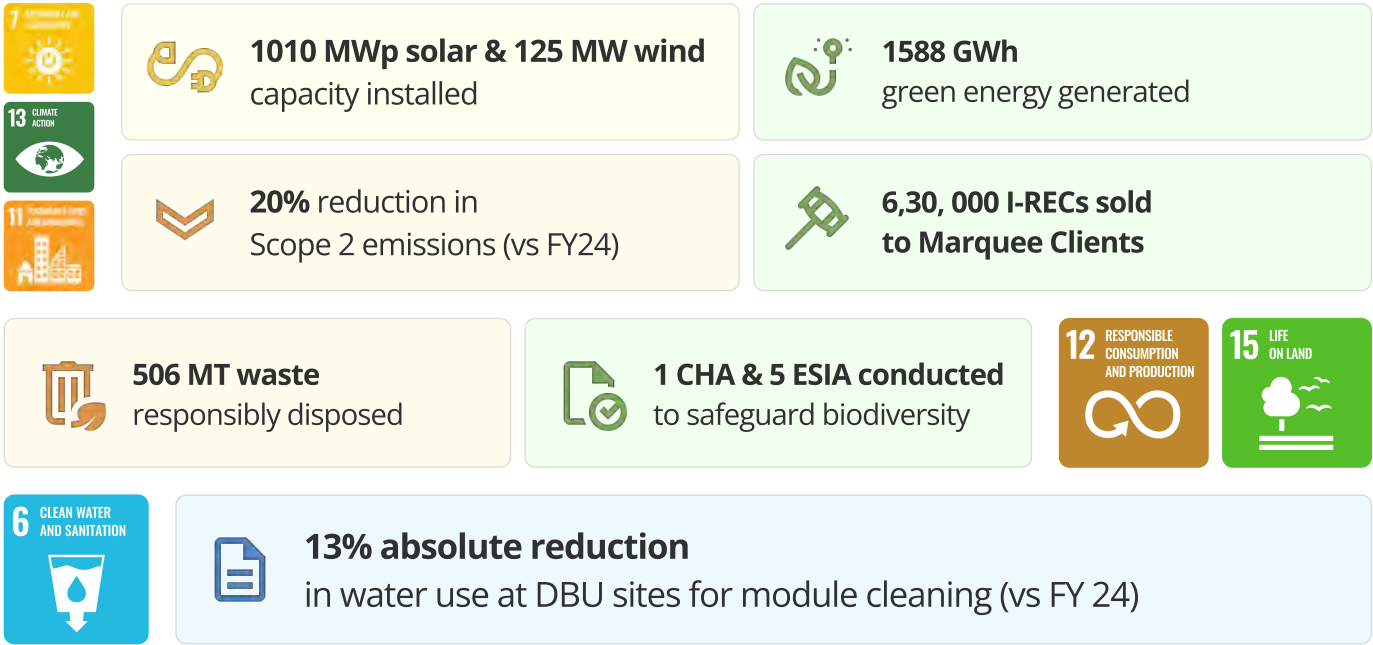 7
1010 MWp solar & 125 MW wind
capacity installed
1588 GWh
green energy generated
13 CLIMATE
ACTION
20% reduction in
Scope 2 emissions (vs FY24)
6,30, 000 I-RECs sold
to Marquee Clients
11
506 MT waste
responsibly disposed
1 CHA & 5 ESIA conducted
to safeguard biodiversity
12 RESPONSIBLE
CONSUMPTION
AND PRODUCTION
15 LIFE
ON LAND
6 CLEAN WATER
AND SANITATION
13% absolute reduction
in water use at DBU sites for module cleaning (vs FY 24)